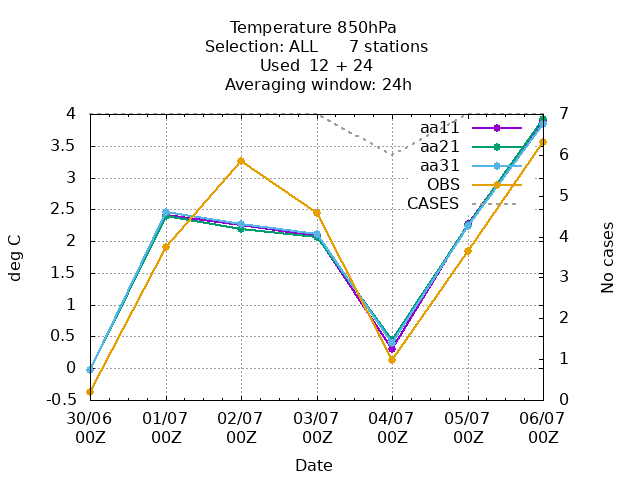 Temperature 850hPa
Selection: ALL 7 stations
Used 12 + 24
Averaging window: 24h
4
3.5
3
2.5
2
1.5
1
0.5
0
-0.5
deg C
7
6
5
4
3
2
1
0
No cases
aa11
aa21
aa31
OBS
CASES
30/06 01/07 02/07 03/07 04/07 05/07 06/07
00Z 00Z 00Z 00Z 00Z 00Z 00Z
Date